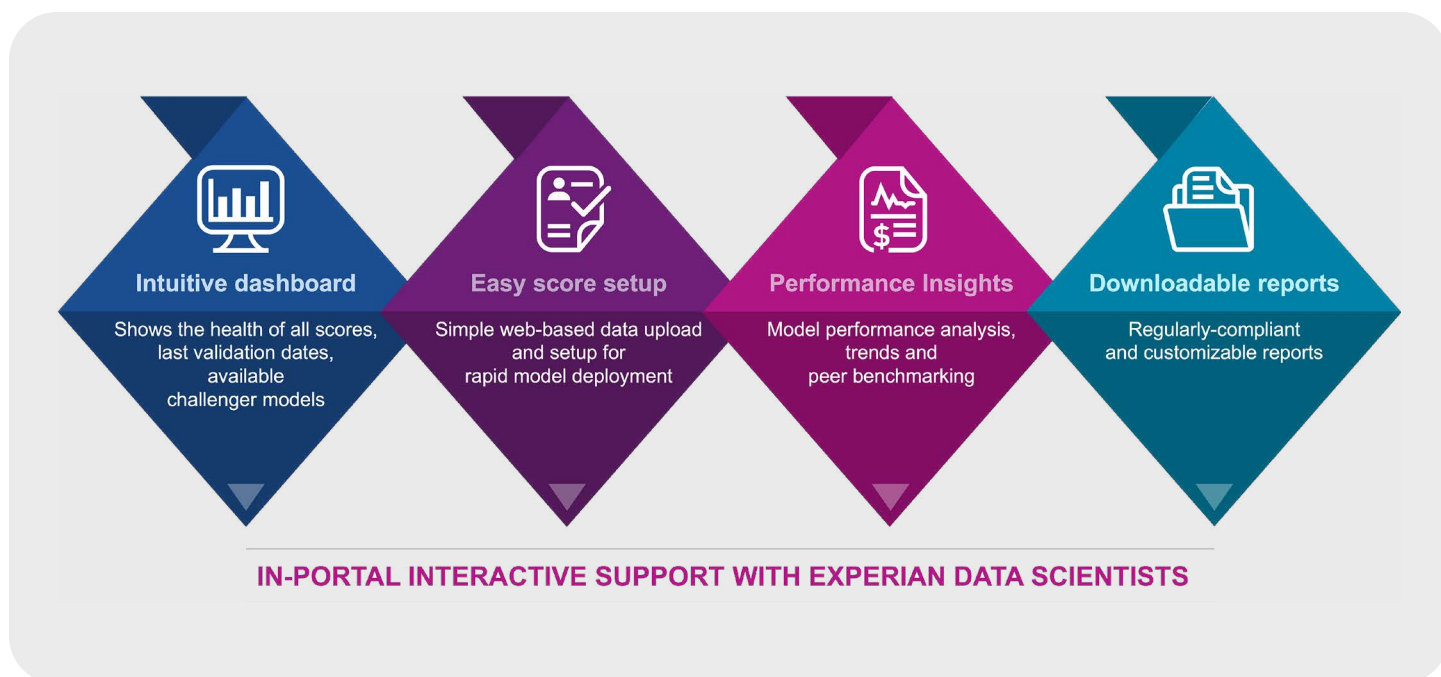 Intuitive dashboard
Shows the health of all scores,
last validation dates,
available
challenger models
Easy score setup
Simple web-based data upload
and setup for
rapid model deployment
Performance Insights
Model performance analysis,
trends and
peer benchmarking
Downloadable reports
Regularly-compliant
and customizable reports
IN-PORTAL INTERACTIVE SUPPORT WITH EXPERIAN DATA SCIENTISTS